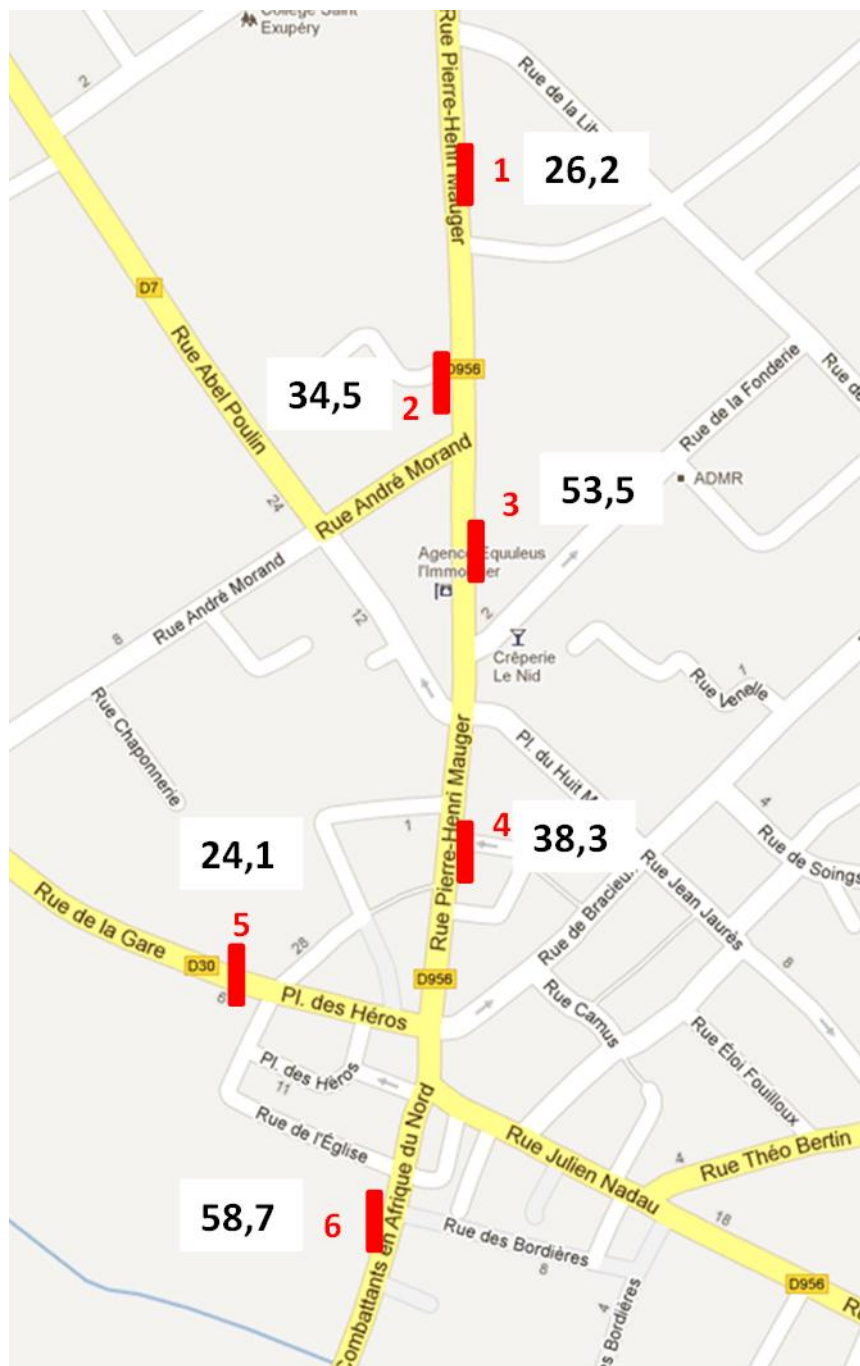 Collège Saint
Exupéry
Rue Pierre-Henri Mauger
Rue de la Lib
2
1
26,2
D7
Rue Abel Poulin
D956
Rue de la Fonderie
Rue de
34,5
2
Rue André Morand
53,5
ADMR
3
24
Agence Equuleus
l'Immobilier
Rue André Morand
8
12
2
Crêperie
Le Nid
Rue Venelle
1
Rue Chaponnerie
Rue Pierre-Henri Mauger
Pl. du Huit M
4
1
4
38,3
Rue de Soings
24,1
5
Rue de la Gare
Rue de Bracieux
Rue Jean Jaurès
28
8
D30
6
Pl. des Héros
D956
Rue Camus
Pl. des Héros
11
Rue Éloi Fouilloux
Rue de l'Église
Rue Julien Nadau
4
Rue Théo Bertin
58,7
6
Combattants en Afrique du Nord
Rue des Bordières
8
18
D956
4
es Bordières
Ru